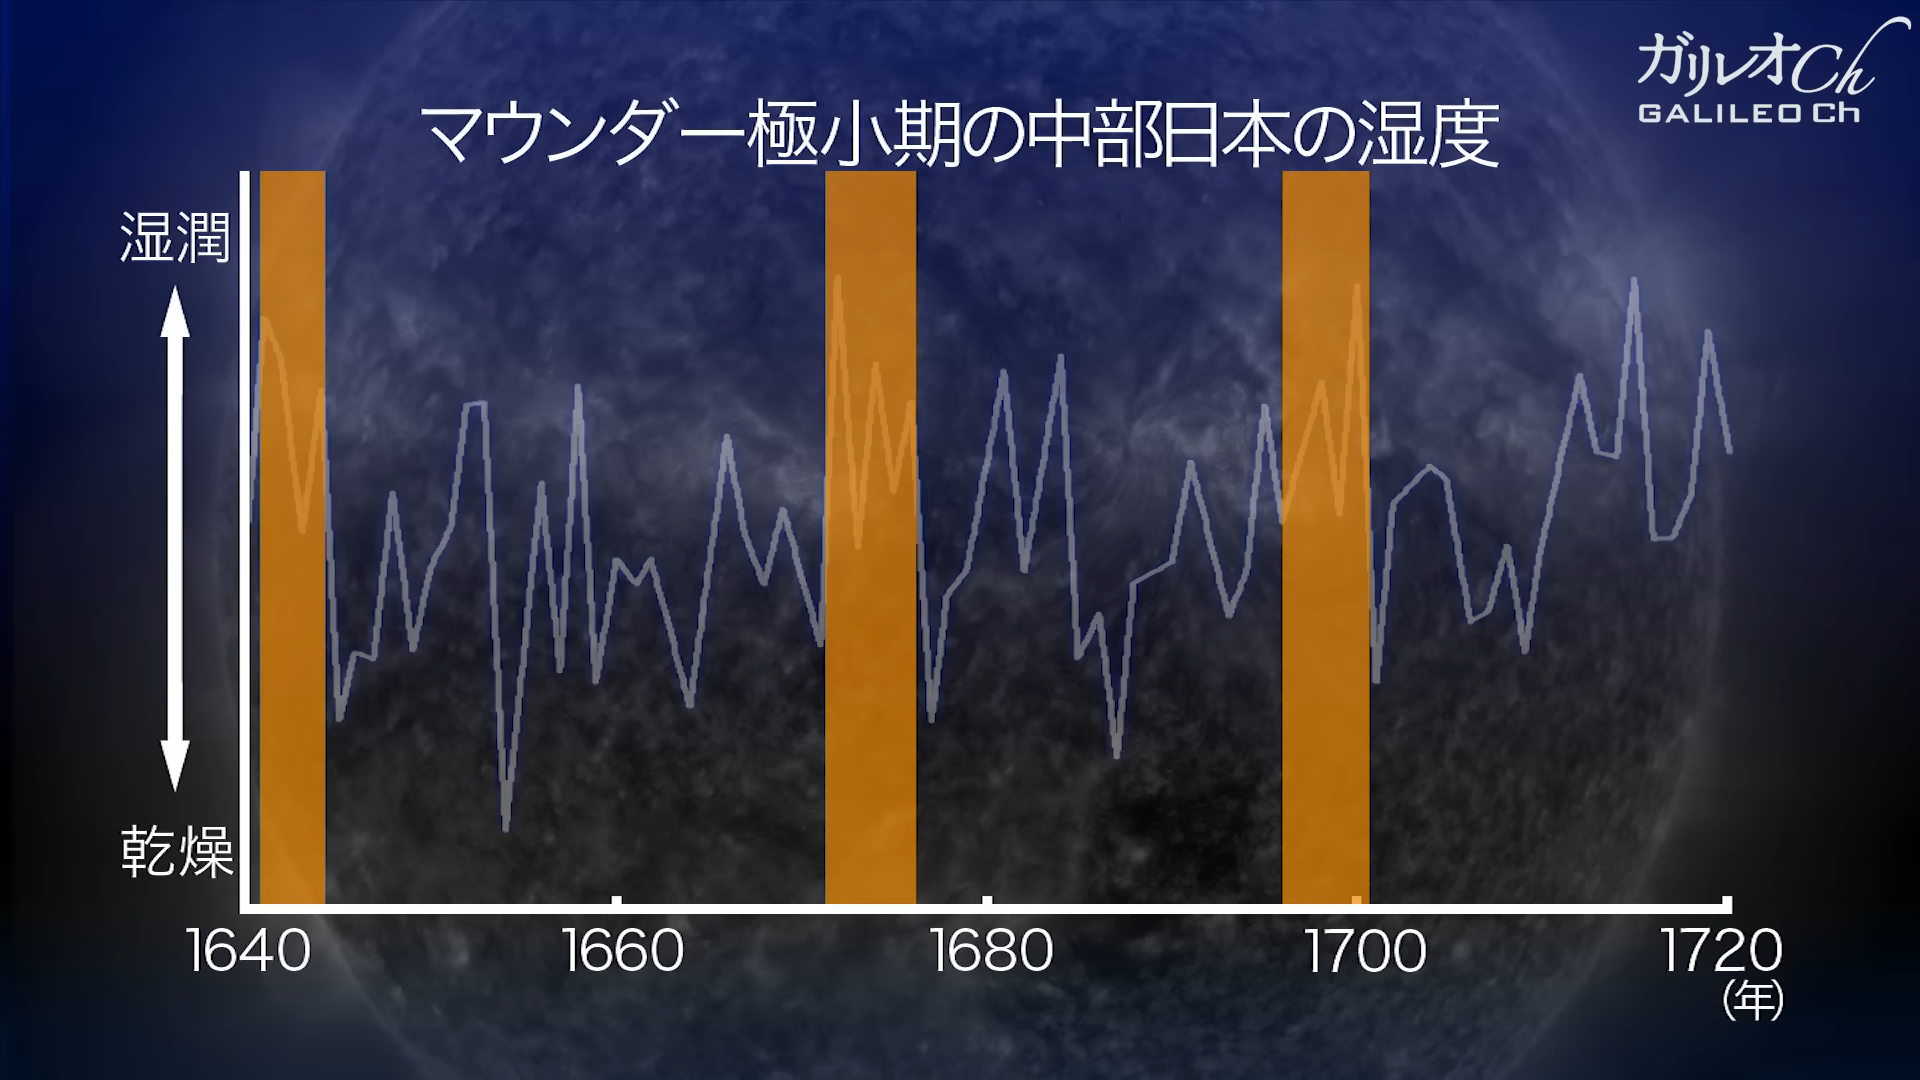 ガリレオCh
GALILEO Ch
マウンダー極小期の中部日本の湿度
湿潤
乾燥
1640 1660 1680 1700 1720
(年)